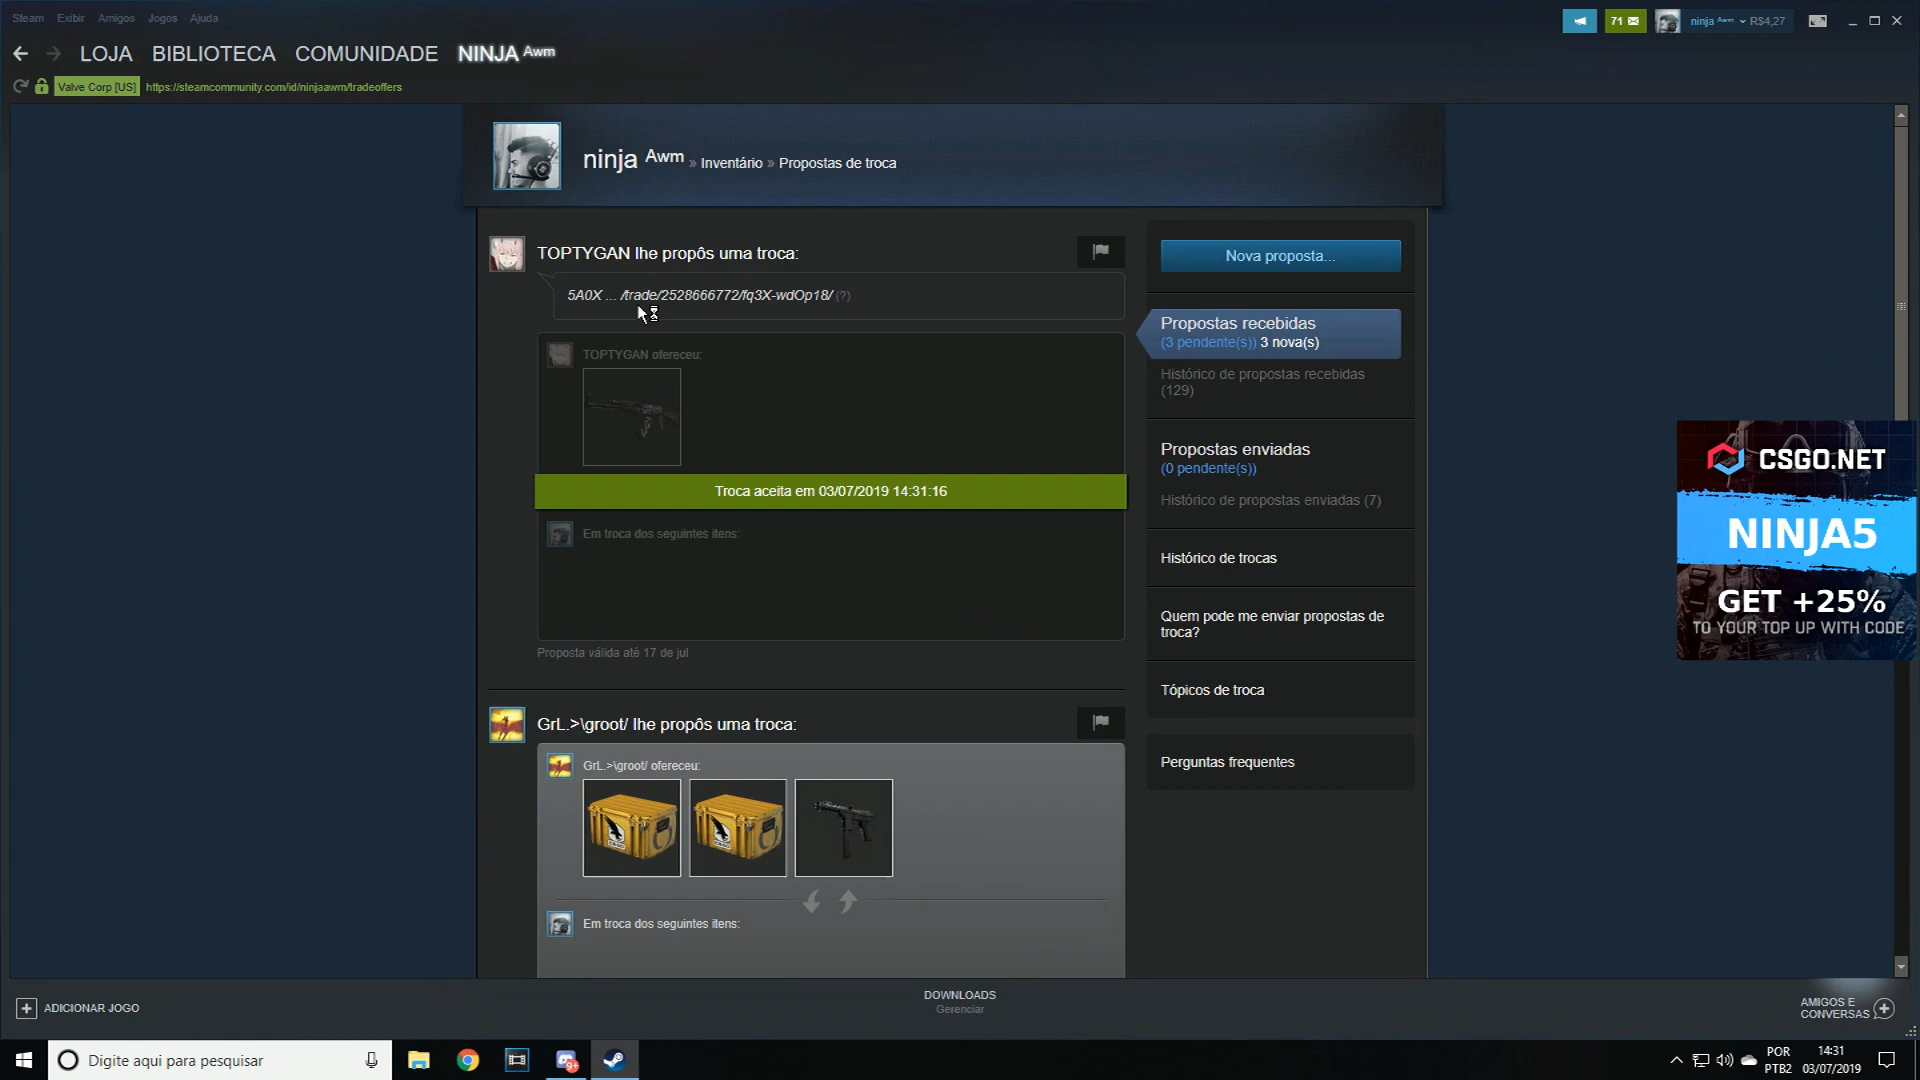 Steam Exibir Amigos Jogos Ajuda
71 ninja ᴬʷᵐ R$4,27
LOJA BIBLIOTECA COMUNIDADE NINJA Awm
Valve Corp [US] https://steamcommunity.com/id/ninjaawm/tradeoffers
ninja Awm » Inventário » Propostas de troca
TOPTYGAN lhe propôs uma troca:
5A0X ... /trade/2528666772/fq3X-wdOp18/ (?)
TOPTYGAN ofereceu:
Troca aceita em 03/07/2019 14:31:16
Em troca dos seguintes itens:
Proposta válida até 17 de jul
GrL.>\groot/ lhe propôs uma troca:
GrL.>\groot/ ofereceu:
Em troca dos seguintes itens:
Nova proposta...
Propostas recebidas
(3 pendente(s)) 3 nova(s)
Histórico de propostas recebidas
(129)
Propostas enviadas
(0 pendente(s))
Histórico de propostas enviadas (7)
Histórico de trocas
Quem pode me enviar propostas de
troca?
Tópicos de troca
Perguntas frequentes
CSGO.NET
NINJA5
GET +25%
TO YOUR TOP UP WITH CODE
ADICIONAR JOGO
DOWNLOADS
Gerenciar
AMIGOS E
CONVERSAS
Digite aqui para pesquisar
9+
POR
PTB2
14:31
03/07/2019